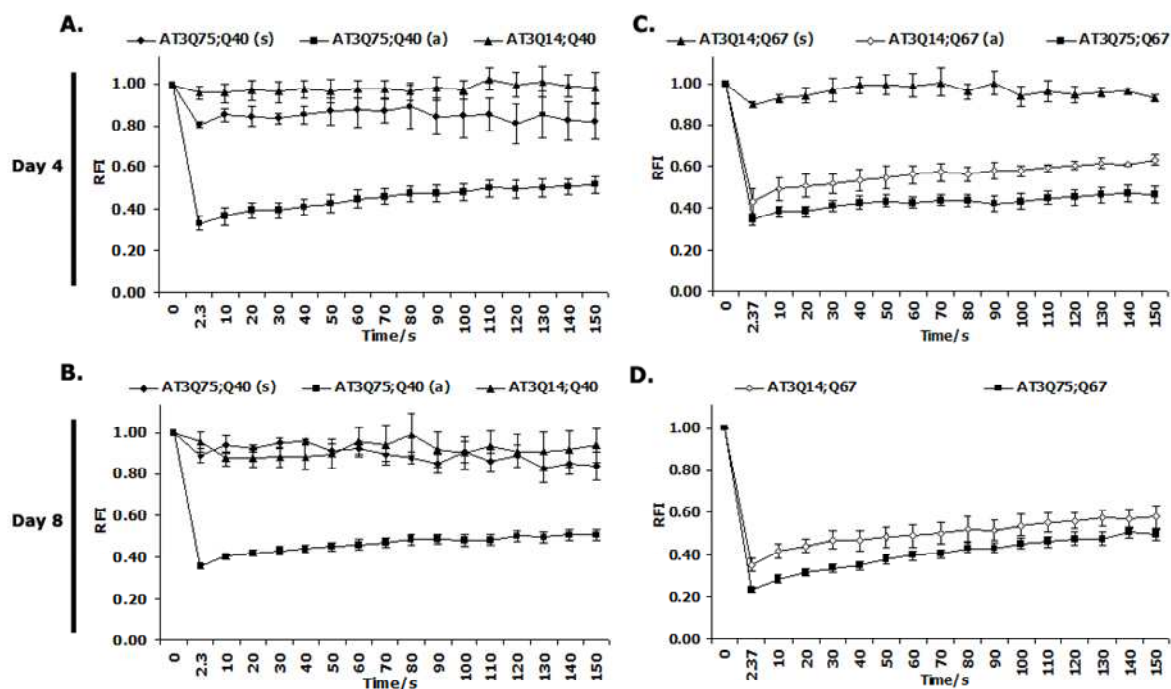 A.
AT3Q75;Q40 (s) AT3Q75;Q40 (a) AT3Q14;Q40
Day 4
RFI
1.00
0.80
0.60
0.40
0.20
0.00
0 2.3 10 20 30 40 50 60 70 80 90 100 110 120 130 140 150
Time/s
C.
AT3Q14;Q67 (s) AT3Q14;Q67 (a) AT3Q75;Q67
RFI
1.00
0.80
0.60
0.40
0.20
0.00
0 2.37 10 20 30 40 50 60 70 80 90 100 110 120 130 140 150
Time/s
B.
AT3Q75;Q40 (s) AT3Q75;Q40 (a) AT3Q14;Q40
Day 8
RFI
1.00
0.80
0.60
0.40
0.20
0.00
0 2.3 10 20 30 40 50 60 70 80 90 100 110 120 130 140 150
Time/s
D.
AT3Q14;Q67 AT3Q75;Q67
RFI
1.00
0.80
0.60
0.40
0.20
0.00
0 2.37 10 20 30 40 50 60 70 80 90 100 110 120 130 140 150
Time/s